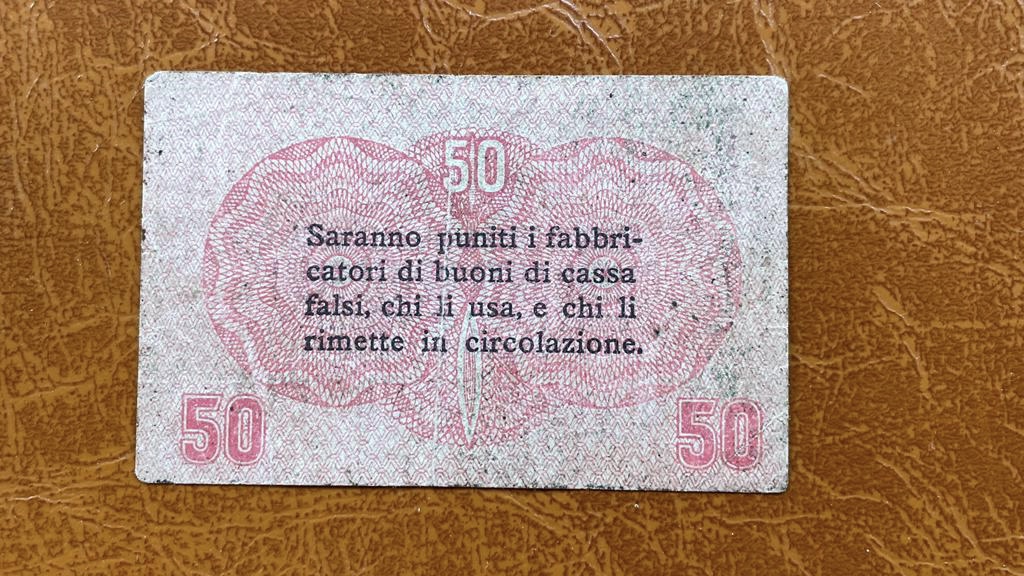 50
Saranno puniti i fabbri-
catori di buoni di cassa
falsi, chi li usa, e chi li
rimette in circolazione.
50 50